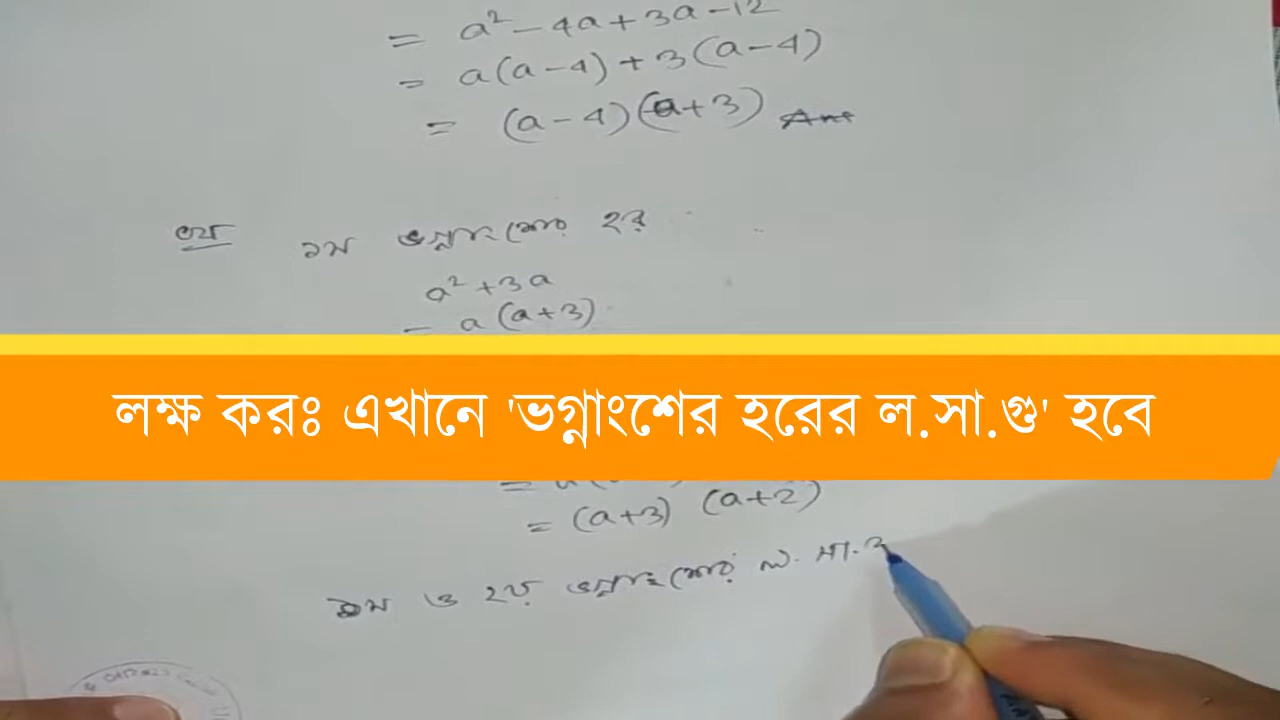 = a² - 4a + 3a - 12
= a(a-4) + 3(a-4)
= (a-4)(a+3) Ans
১ম ভগ্নাংশের হর
a² + 3a
= a(a+3)
লক্ষ করঃ এখানে 'ভগ্নাংশের হরের ল.সা.গু' হবে
= (a+3) (a+2)
১ম ও ২য় ভগ্নাংশের ল. সা.